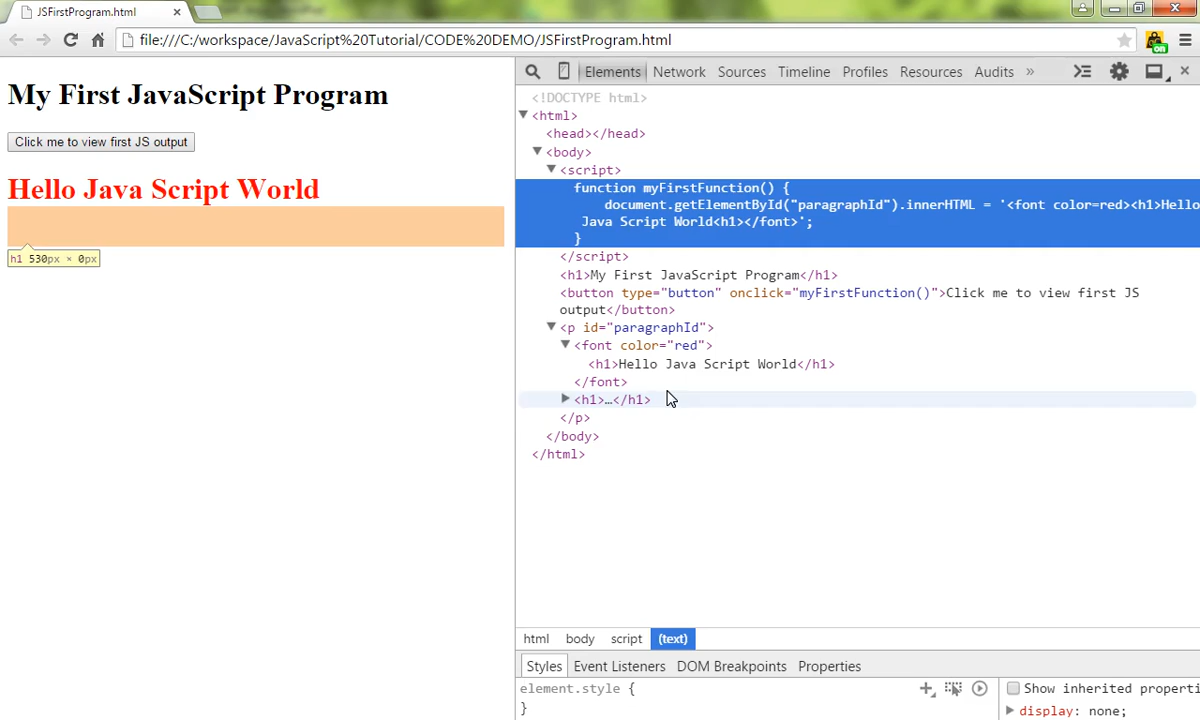 JSFirstProgram.html ×
file:///C:/workspace/JavaScript%20Tutorial/CODE%20DEMO/JSFirstProgram.html
on
My First JavaScript Program
Click me to view first JS output
Hello Java Script World
h1 530px × 0px
Elements Network Sources Timeline Profiles Resources Audits »
<!DOCTYPE html>
<html>
<head></head>
<body>
<script>
function myFirstFunction() {
document.getElementById("paragraphId").innerHTML = '<font color=red><h1>Hello
Java Script World<h1></font>';
}
</script>
<h1>My First JavaScript Program</h1>
<button type="button" onclick="myFirstFunction()">Click me to view first JS
output</button>
<p id="paragraphId">
<font color="red">
<h1>Hello Java Script World</h1>
</font>
<h1>…</h1>
</p>
</body>
</html>
html body script (text)
Styles Event Listeners DOM Breakpoints Properties
element.style {
}
Show inherited properti
display: none;